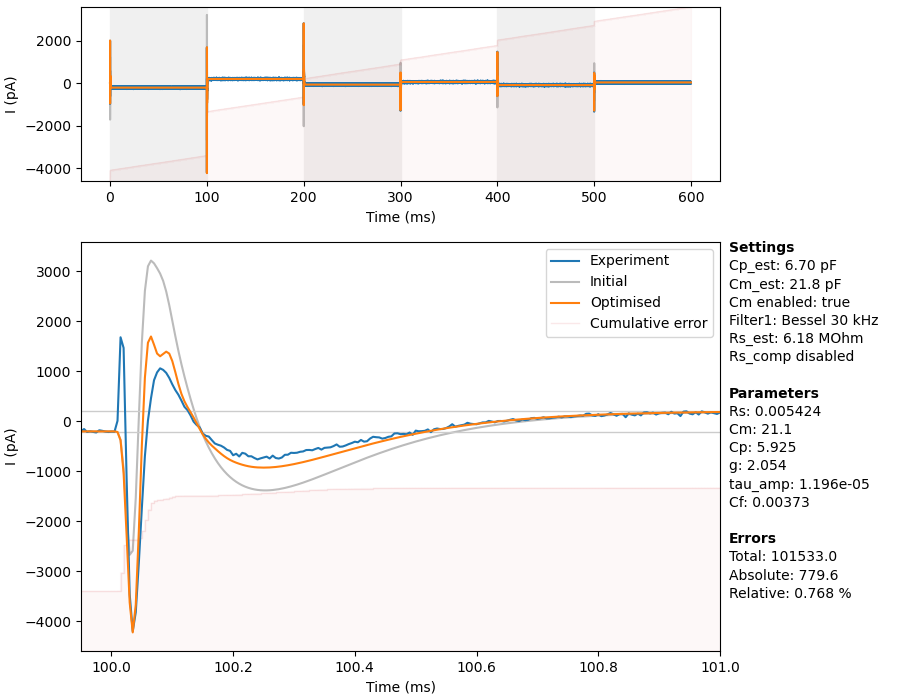 2000
0
−2000
−4000
I (pA)
0 100 200 300 400 500 600
Time (ms)
3000
2000
1000
0
−1000
−2000
−3000
−4000
I (pA)
100.0 100.2 100.4 100.6 100.8 101.0
Time (ms)
Experiment
Initial
Optimised
Cumulative error
Settings
Cp_est: 6.70 pF
Cm_est: 21.8 pF
Cm enabled: true
Filter1: Bessel 30 kHz
Rs_est: 6.18 MOhm
Rs_comp disabled
Parameters
Rs: 0.005424
Cm: 21.1
Cp: 5.925
g: 2.054
tau_amp: 1.196e-05
Cf: 0.00373
Errors
Total: 101533.0
Absolute: 779.6
Relative: 0.768 %